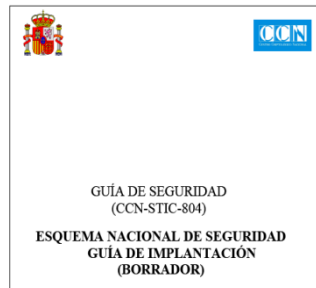 CCN
GUÍA DE SEGURIDAD
(CCN-STIC-804)
ESQUEMA NACIONAL DE SEGURIDAD
GUÍA DE IMPLANTACIÓN
(BORRADOR)